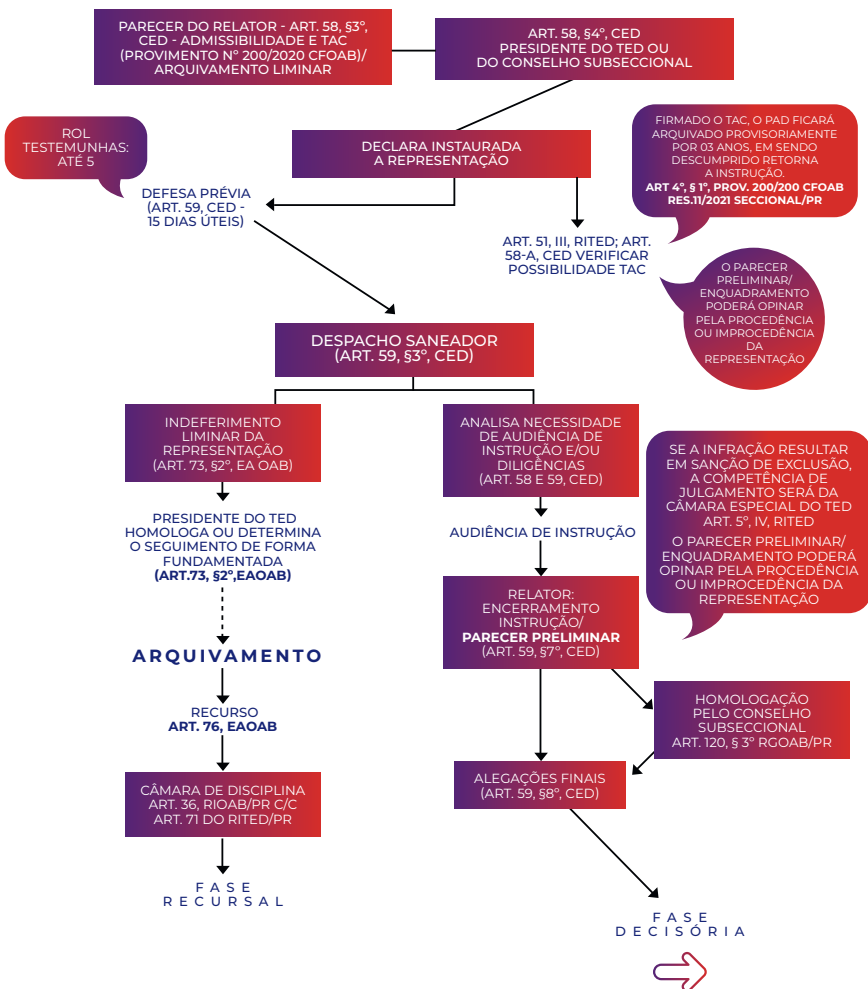 PARECER DO RELATOR - ART. 58, §3º,
CED - ADMISSIBILIDADE E TAC
(PROVIMENTO Nº 200/2020 CFOAB)/
ARQUIVAMENTO LIMINAR
ART. 58, §4º, CED
PRESIDENTE DO TED OU
DO CONSELHO SUBSECCIONAL
ROL
TESTEMUNHAS:
ATÉ 5
DECLARA INSTAURADA
A REPRESENTAÇÃO
FIRMADO O TAC, O PAD FICARÁ
ARQUIVADO PROVISORIAMENTE
POR 03 ANOS, EM SENDO
DESCUMPRIDO RETORNA
A INSTRUÇÃO.
ART 4º, § 1º, PROV. 200/200 CFOAB
RES.11/2021 SECCIONAL/PR
DEFESA PRÉVIA
(ART. 59, CED -
15 DIAS ÚTEIS)
ART. 51, III, RITED; ART.
58-A, CED VERIFICAR
POSSIBILIDADE TAC
O PARECER
PRELIMINAR/
ENQUADRAMENTO
PODERÁ OPINAR
PELA PROCEDÊNCIA
OU IMPROCEDÊNCIA
DA
REPRESENTAÇÃO
DESPACHO SANEADOR
(ART. 59, §3º, CED)
INDEFERIMENTO
LIMINAR DA
REPRESENTAÇÃO
(ART. 73, §2º, EA OAB)
ANALISA NECESSIDADE
DE AUDIÊNCIA DE
INSTRUÇÃO E/OU
DILIGÊNCIAS
(ART. 58 E 59, CED)
SE A INFRAÇÃO RESULTAR
EM SANÇÃO DE EXCLUSÃO,
A COMPETÊNCIA DE
JULGAMENTO SERÁ DA
CÂMARA ESPECIAL DO TED
ART. 5º, IV, RITED
O PARECER PRELIMINAR/
ENQUADRAMENTO PODERÁ
OPINAR PELA PROCEDÊNCIA
OU IMPROCEDÊNCIA DA
REPRESENTAÇÃO
PRESIDENTE DO TED
HOMOLOGA OU DETERMINA
O SEGUIMENTO DE FORMA
FUNDAMENTADA
(ART.73, §2º,EAOAB)
AUDIÊNCIA DE INSTRUÇÃO
RELATOR:
ENCERRAMENTO
INSTRUÇÃO/
PARECER PRELIMINAR
(ART. 59, §7º, CED)
ARQUIVAMENTO
RECURSO
ART. 76, EAOAB
HOMOLOGAÇÃO
PELO CONSELHO
SUBSECCIONAL
ART. 120, § 3º RGOAB/PR
CÂMARA DE DISCIPLINA
ART. 36, RIOAB/PR C/C
ART. 71 DO RITED/PR
ALEGAÇÕES FINAIS
(ART. 59, §8º, CED)
FASE
RECURSAL
FASE
DECISÓRIA